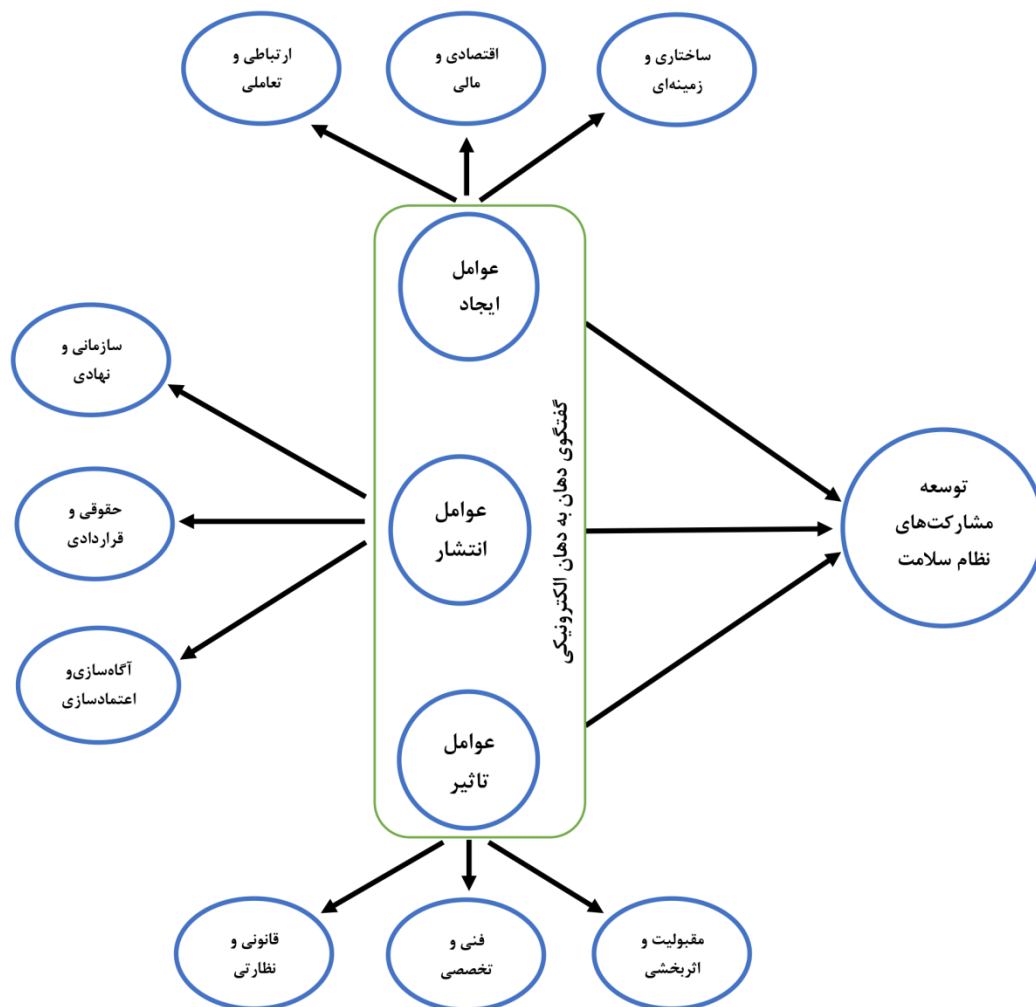 ساختاری و
زمینه‌ای
اقتصادی و
مالی
ارتباطی و
تعاملی
عوامل
ایجاد
سازمانی و
نهادی
گفتگوی دهان به دهان الکترونیکی
توسعه
مشارکت‌های
نظام سلامت
عوامل
انتشار
حقوقی و
قراردادی
آگاه‌سازی‌و
اعتمادسازی
عوامل
تاثیر
مقبولیت و
اثربخشی
فنی و
تخصصی
قانونی و
نظارتی